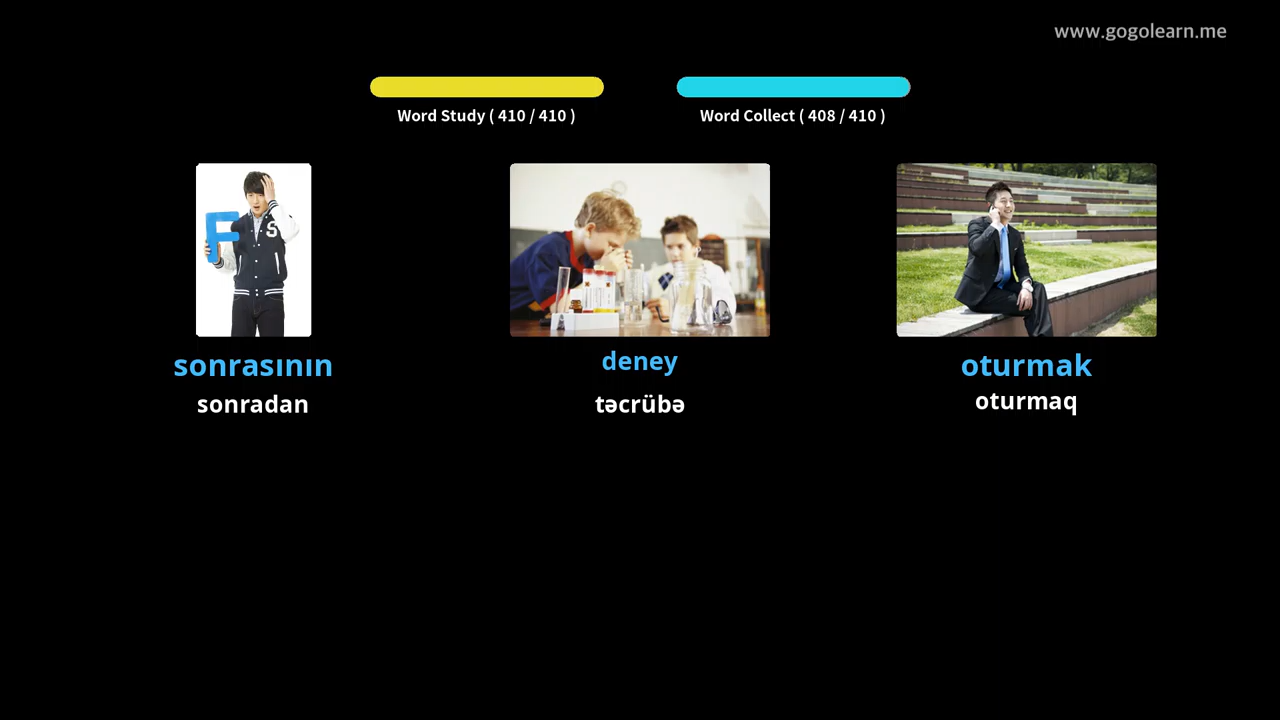 www.gogolearn.me
Word Study ( 410 / 410 )
Word Collect ( 408 / 410 )
S
F
sonrasının
deney
oturmak
sonradan
təcrübə
oturmaq